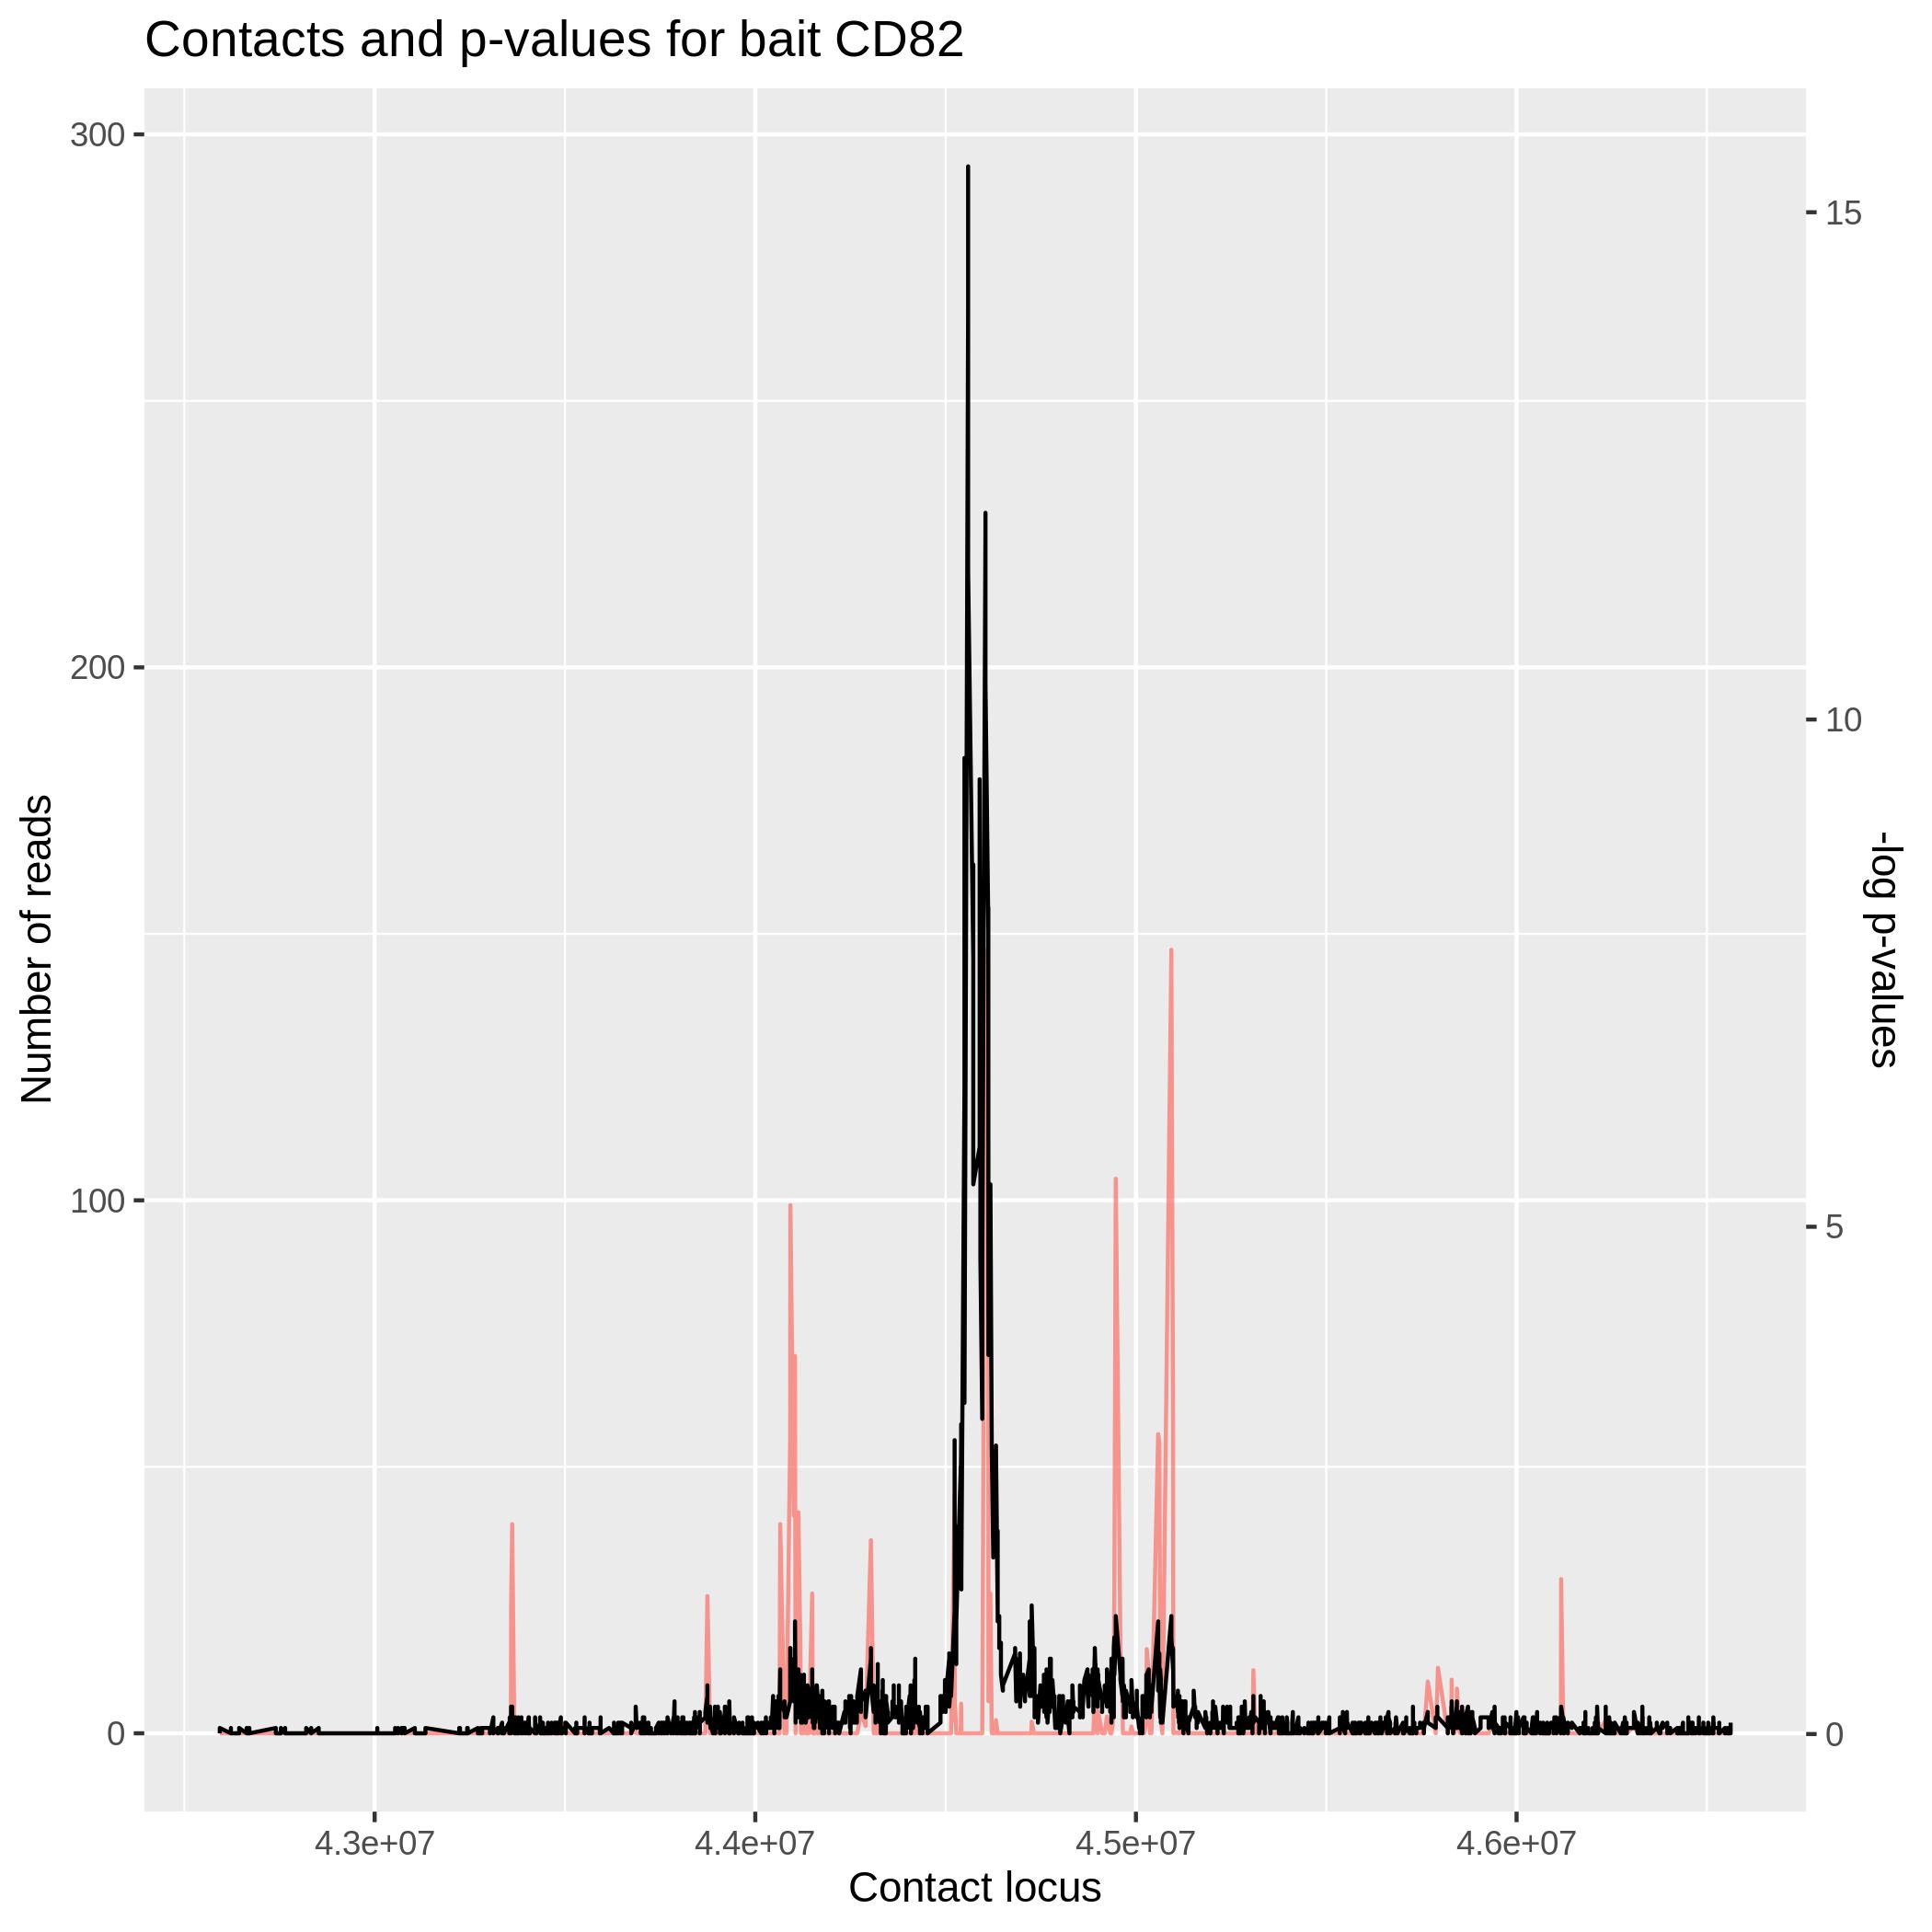 Contacts and p-values for bait CD82
300
200
100
0
15
10
5
0
Number of reads
-log p-values
4.3e+07 4.4e+07 4.5e+07 4.6e+07
Contact locus